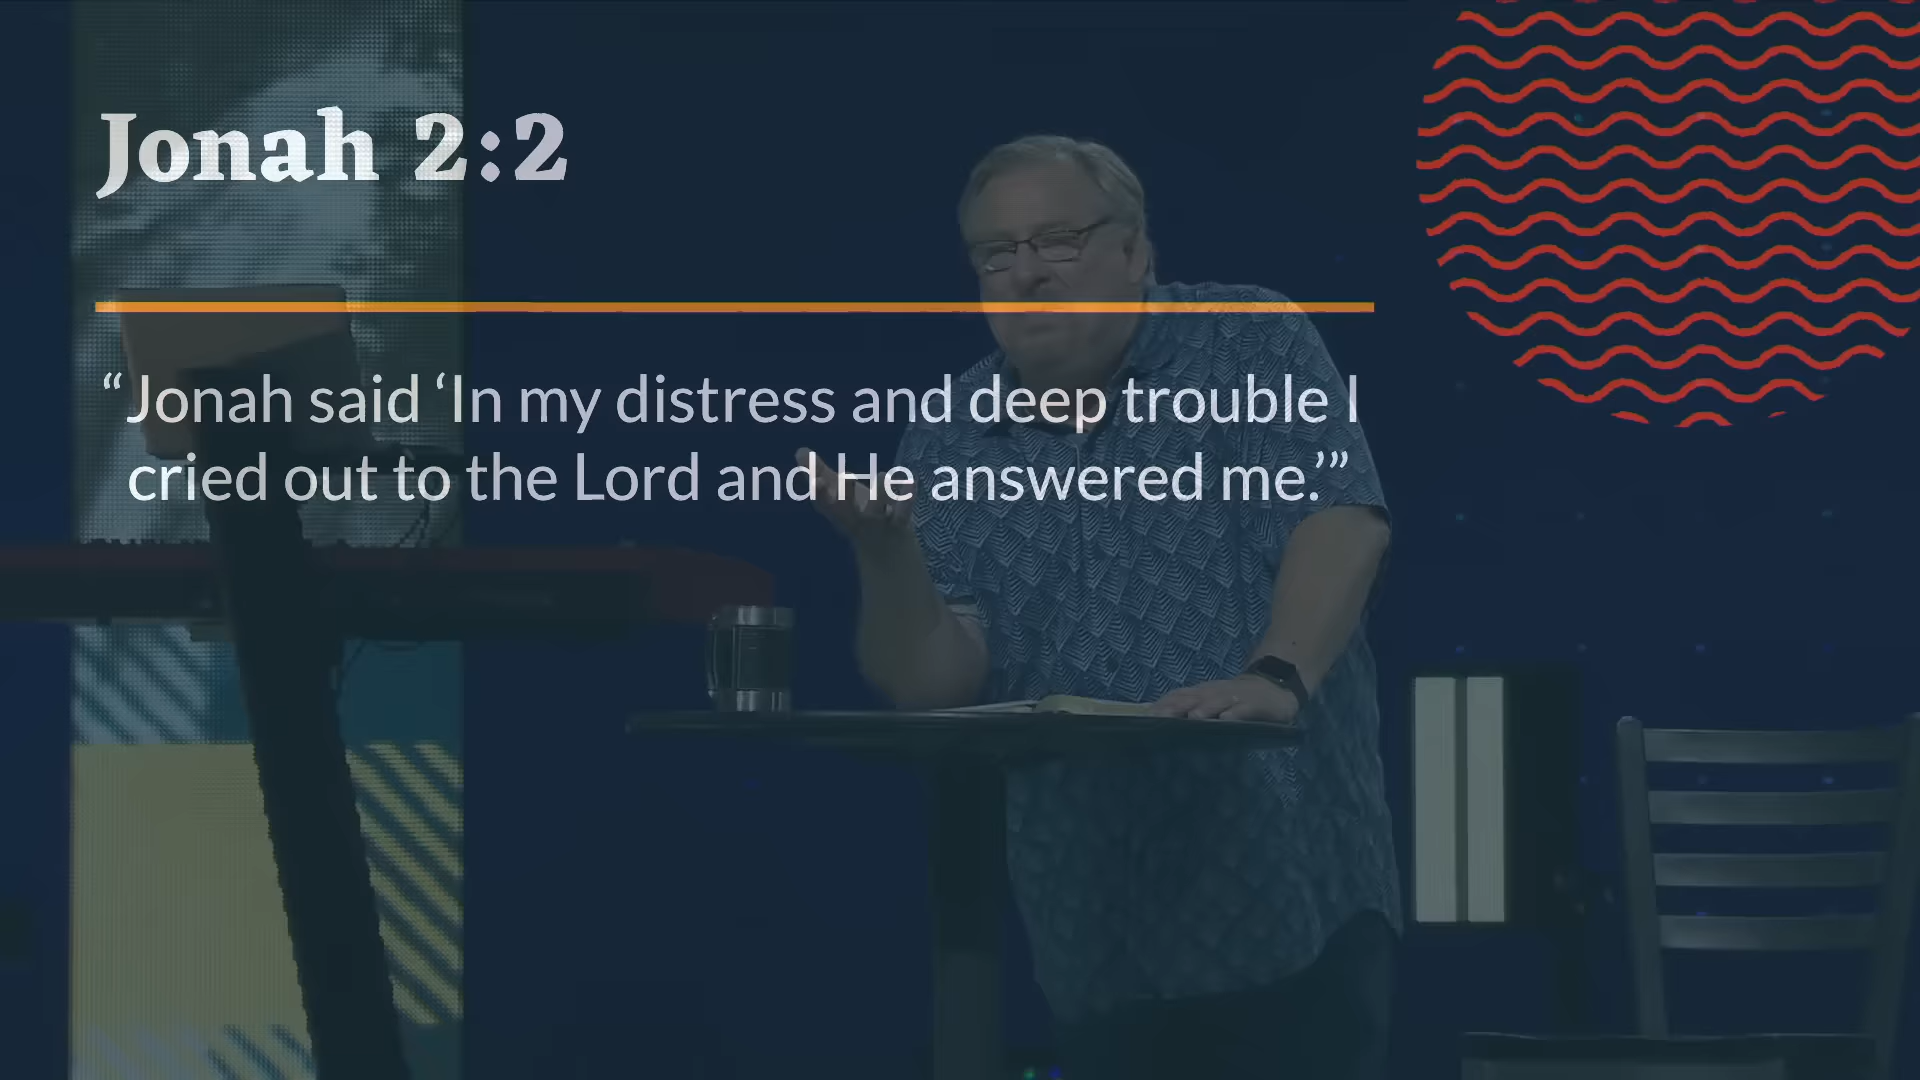 Jonah 2:2
“Jonah said ‘In my distress and deep trouble I
cried out to the Lord and He answered me.’”